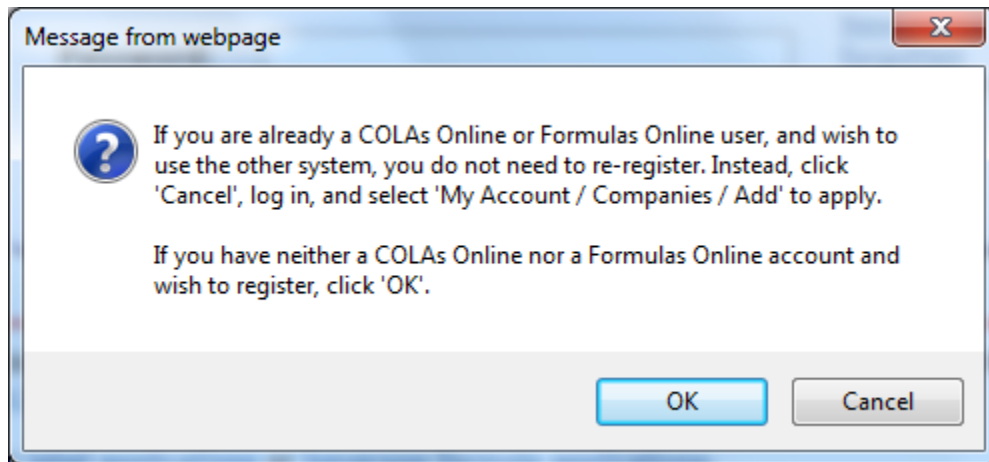 Message from webpage
If you are already a COLAs Online or Formulas Online user, and wish to
use the other system, you do not need to re-register. Instead, click
'Cancel', log in, and select 'My Account / Companies / Add' to apply.
If you have neither a COLAs Online nor a Formulas Online account and
wish to register, click 'OK'.
OK Cancel